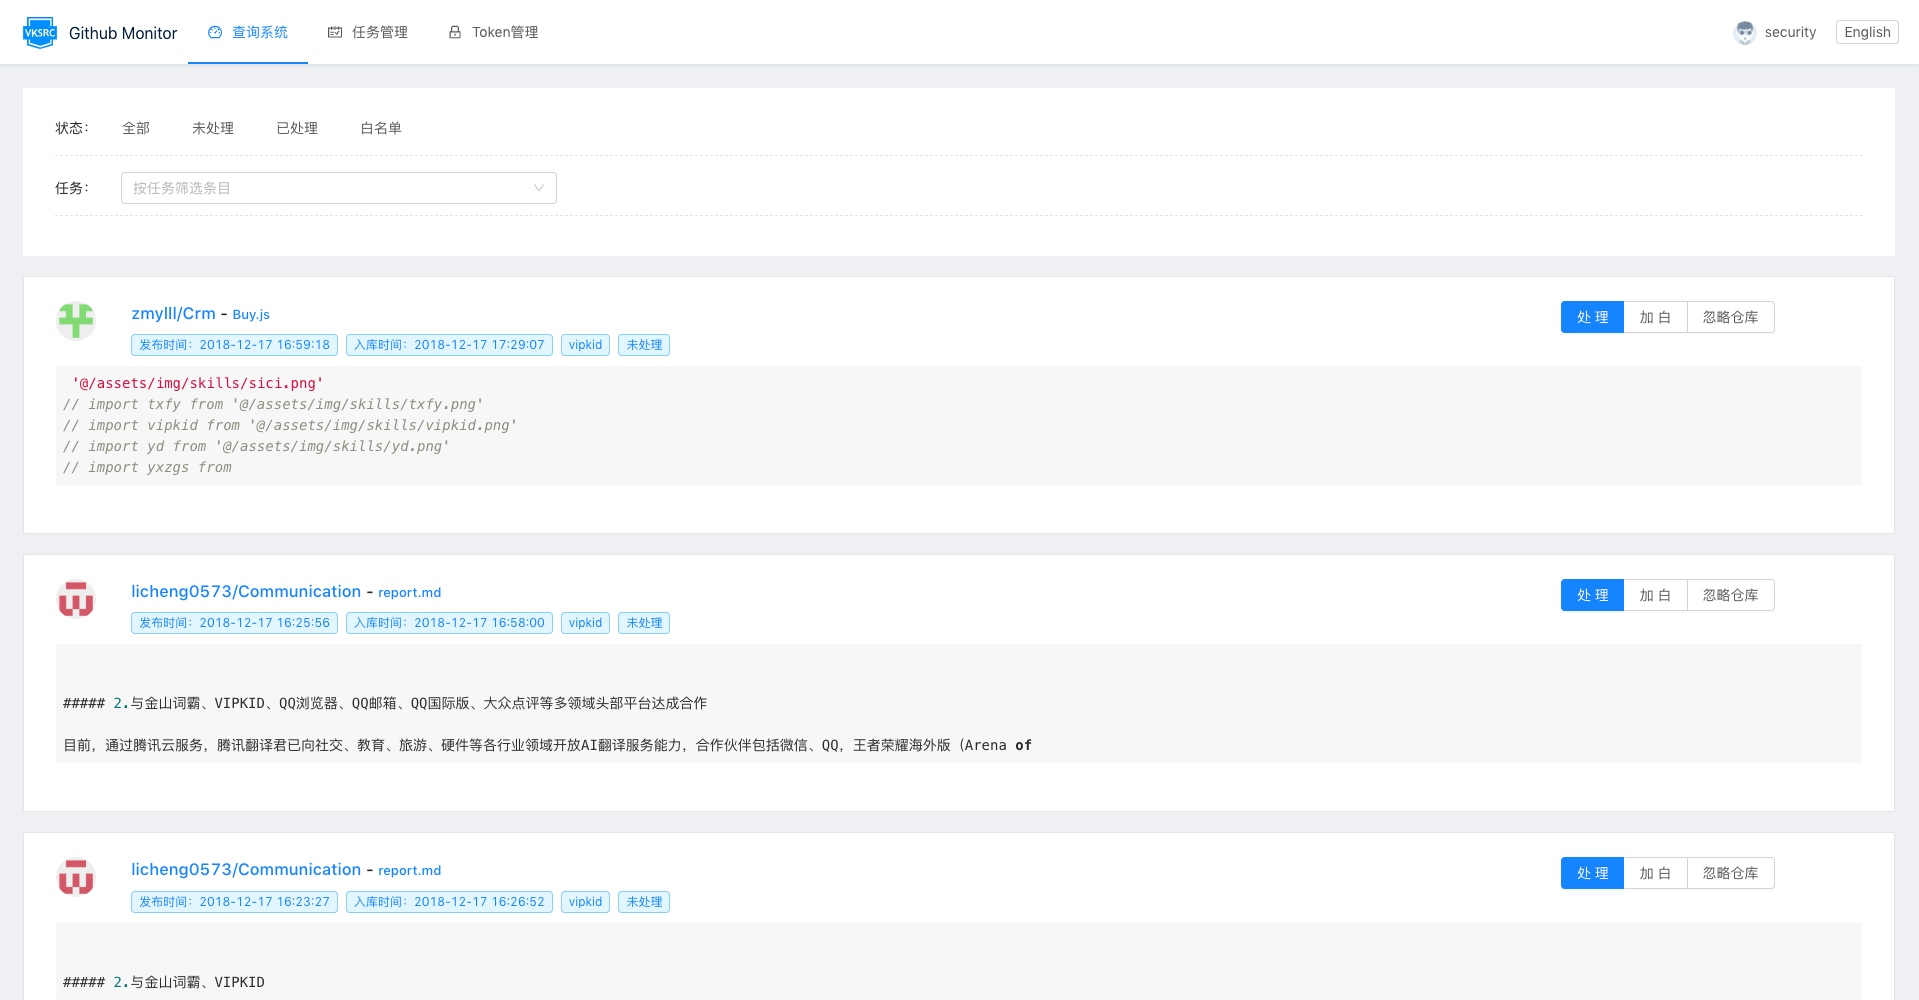 VKSRC Github Monitor 查询系统 任务管理 Token管理 security English
状态： 全部 未处理 已处理 白名单
任务： 按任务筛选条目
zmylll/Crm - Buy.js 处 理 加 白 忽略仓库
发布时间：2018-12-17 16:59:18 入库时间：2018-12-17 17:29:07 vipkid 未处理
'@/assets/img/skills/sici.png'
// import txfy from '@/assets/img/skills/txfy.png'
// import vipkid from '@/assets/img/skills/vipkid.png'
// import yd from '@/assets/img/skills/yd.png'
// import yxzgs from
licheng0573/Communication - report.md 处 理 加 白 忽略仓库
发布时间：2018-12-17 16:25:56 入库时间：2018-12-17 16:58:00 vipkid 未处理
##### 2.与金山词霸、VIPKID、QQ浏览器、QQ邮箱、QQ国际版、大众点评等多领域头部平台达成合作
目前，通过腾讯云服务，腾讯翻译君已向社交、教育、旅游、硬件等各行业领域开放AI翻译服务能力，合作伙伴包括微信、QQ，王者荣耀海外版（Arena of
licheng0573/Communication - report.md 处 理 加 白 忽略仓库
发布时间：2018-12-17 16:23:27 入库时间：2018-12-17 16:26:52 vipkid 未处理
##### 2.与金山词霸、VIPKID